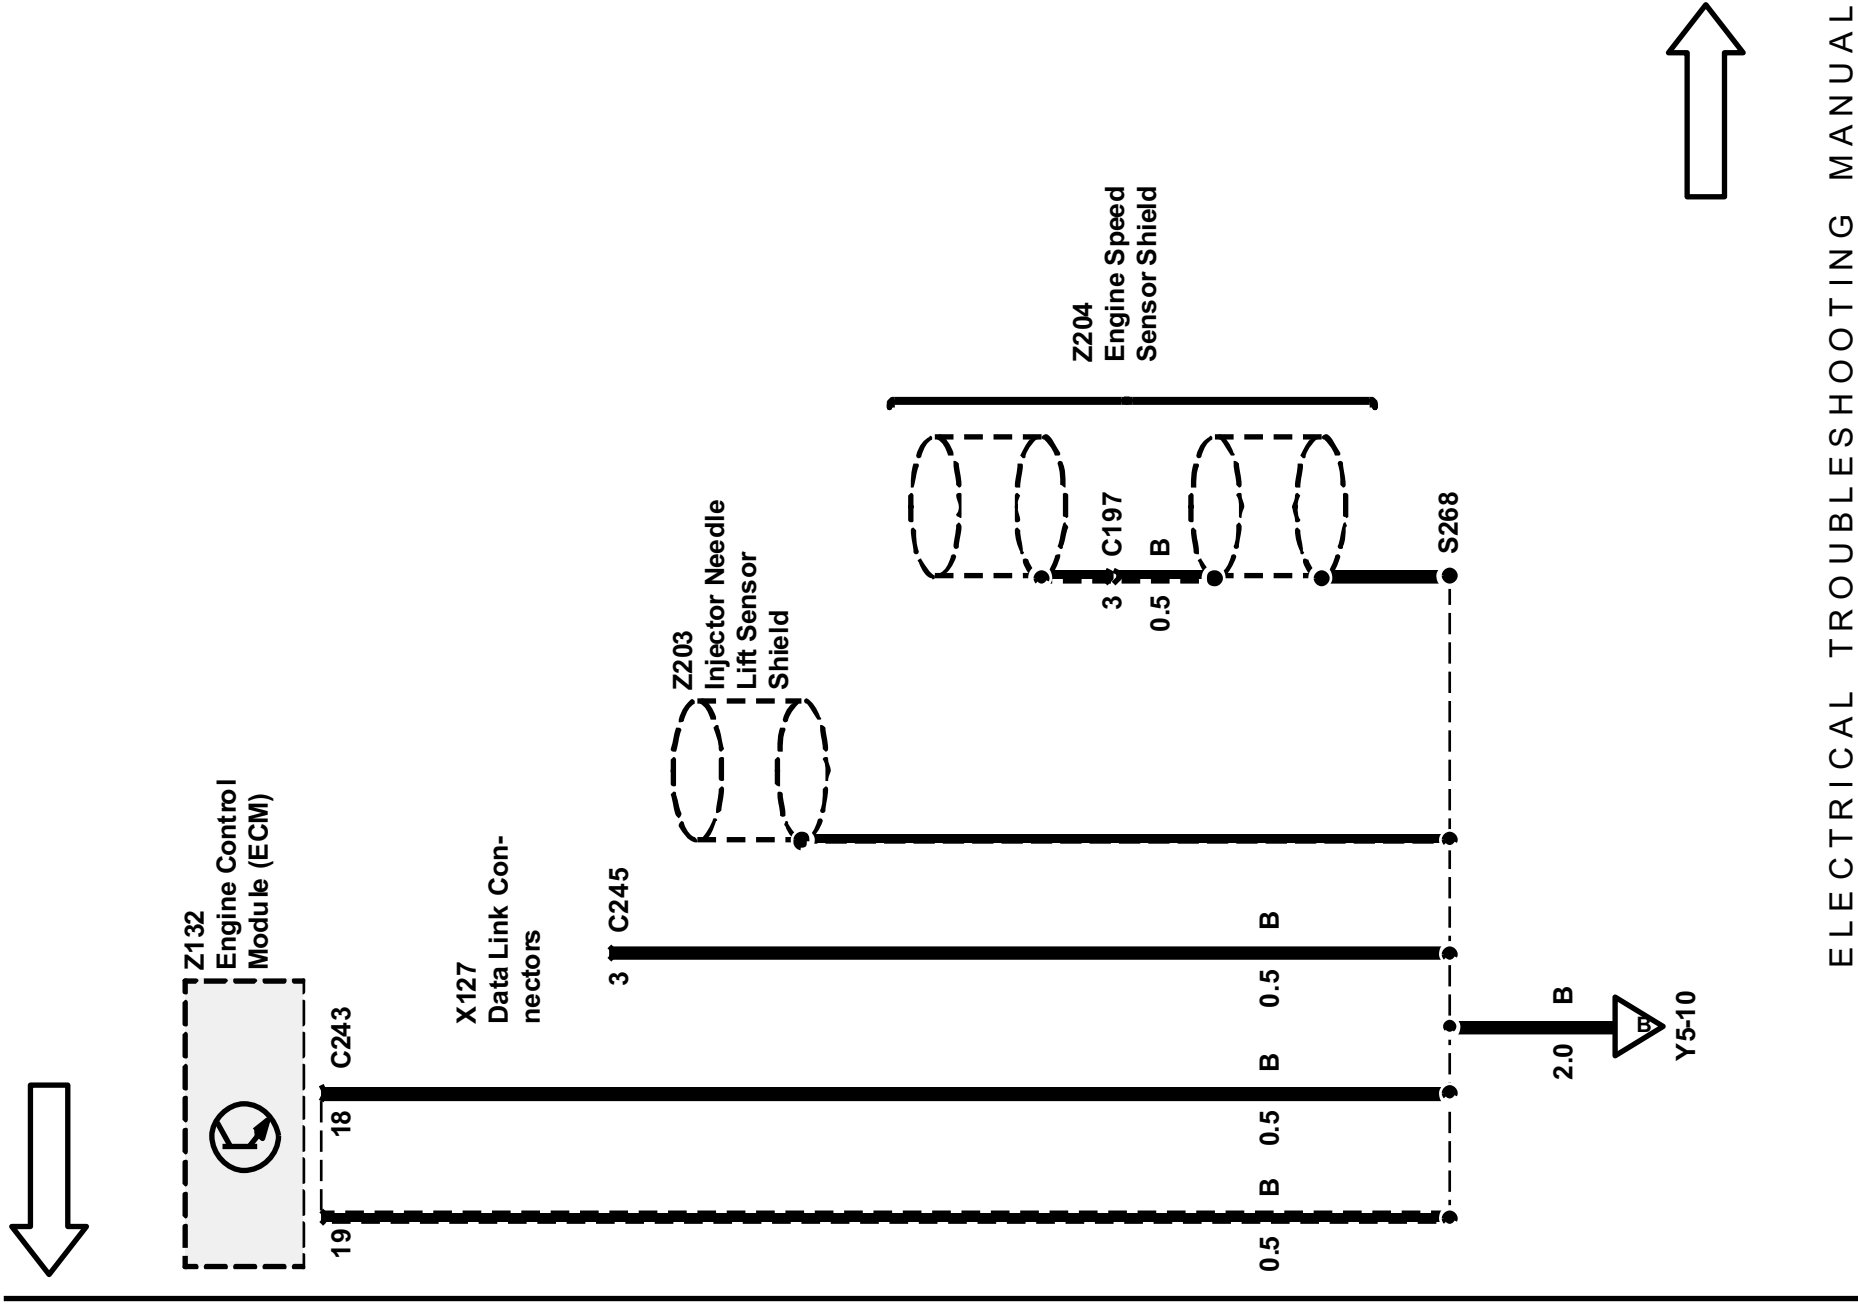 Z132
Engine Control
Module (ECM)
19
18
C243
X127
Data Link Con-
nectors
3
C245
Z203
Injector Needle
Lift Sensor
Shield
Z204
Engine Speed
Sensor Shield
3
C197
0.5
B
0.5
B
0.5
B
0.5
B
S268
2.0
B
B
Y5-10
ELECTRICAL TROUBLESHOOTING MANUAL